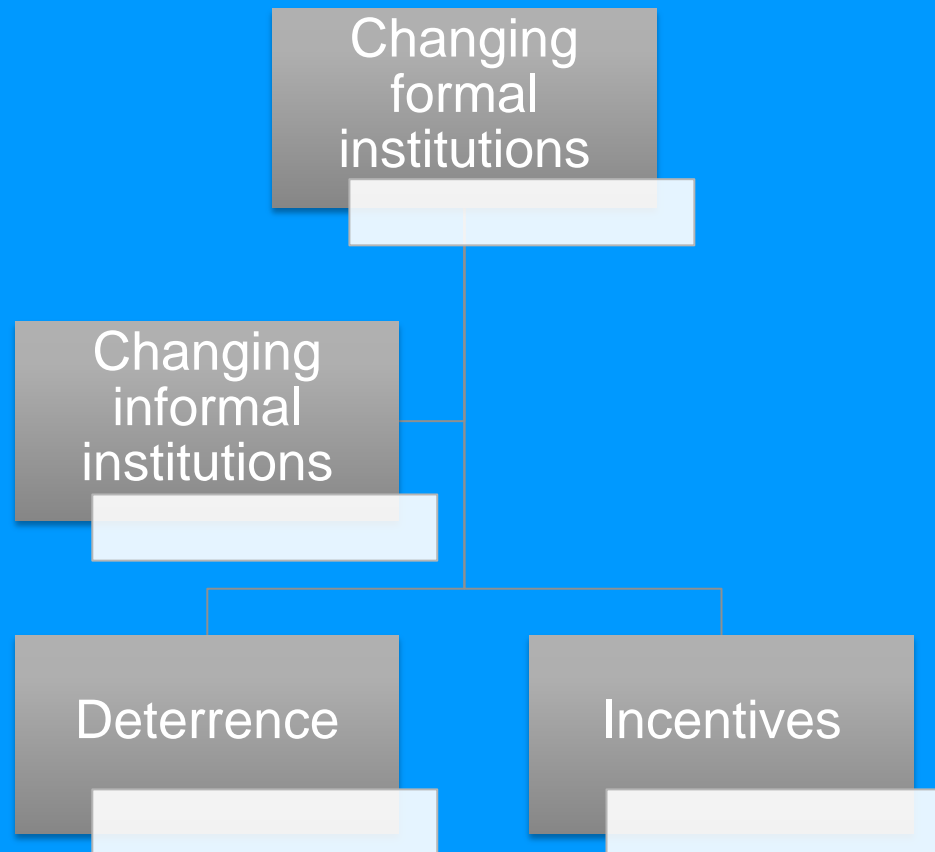 Changing
formal
institutions
Changing
informal
institutions
Deterrence
Incentives